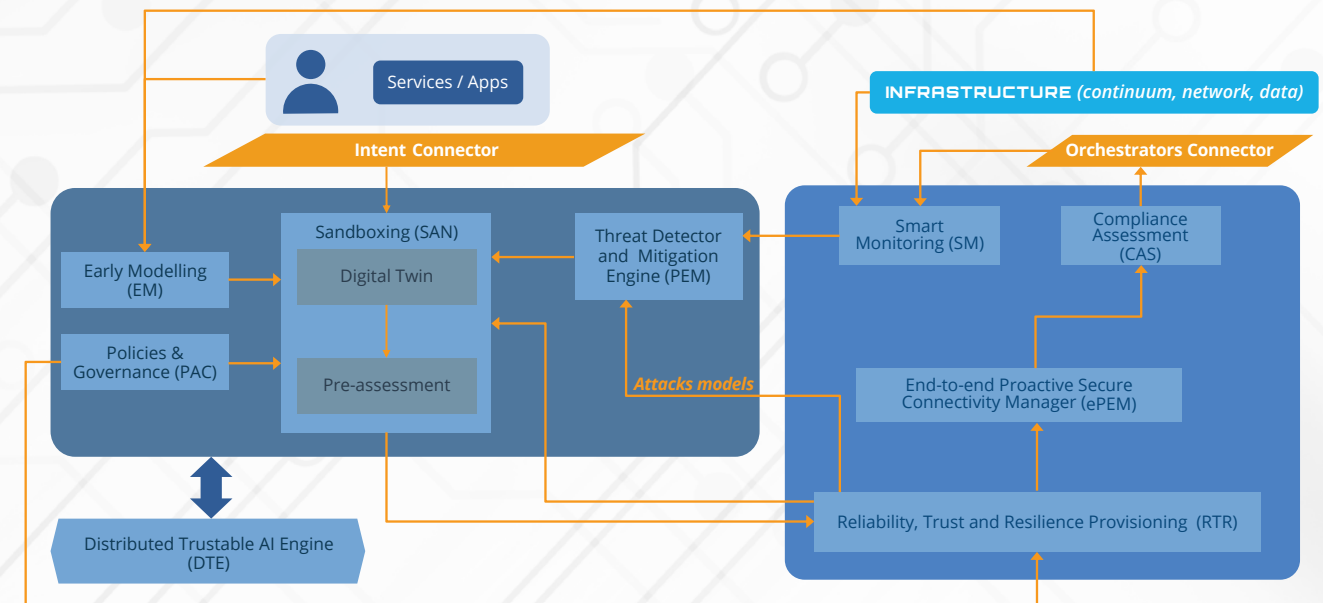 Services / Apps
INFRASTRUCTURE (continuum, network, data)
Intent Connector
Orchestrators Connector
Sandboxing (SAN)
Digital Twin
Pre-assessment
Early Modelling
(EM)
Policies &
Governance (PAC)
Threat Detector
and Mitigation
Engine (PEM)
Smart
Monitoring (SM)
Compliance
Assessment
(CAS)
Attacks models
End-to-end Proactive Secure
Connectivity Manager (ePEM)
Reliability, Trust and Resilience Provisioning (RTR)
Distributed Trustable AI Engine
(DTE)